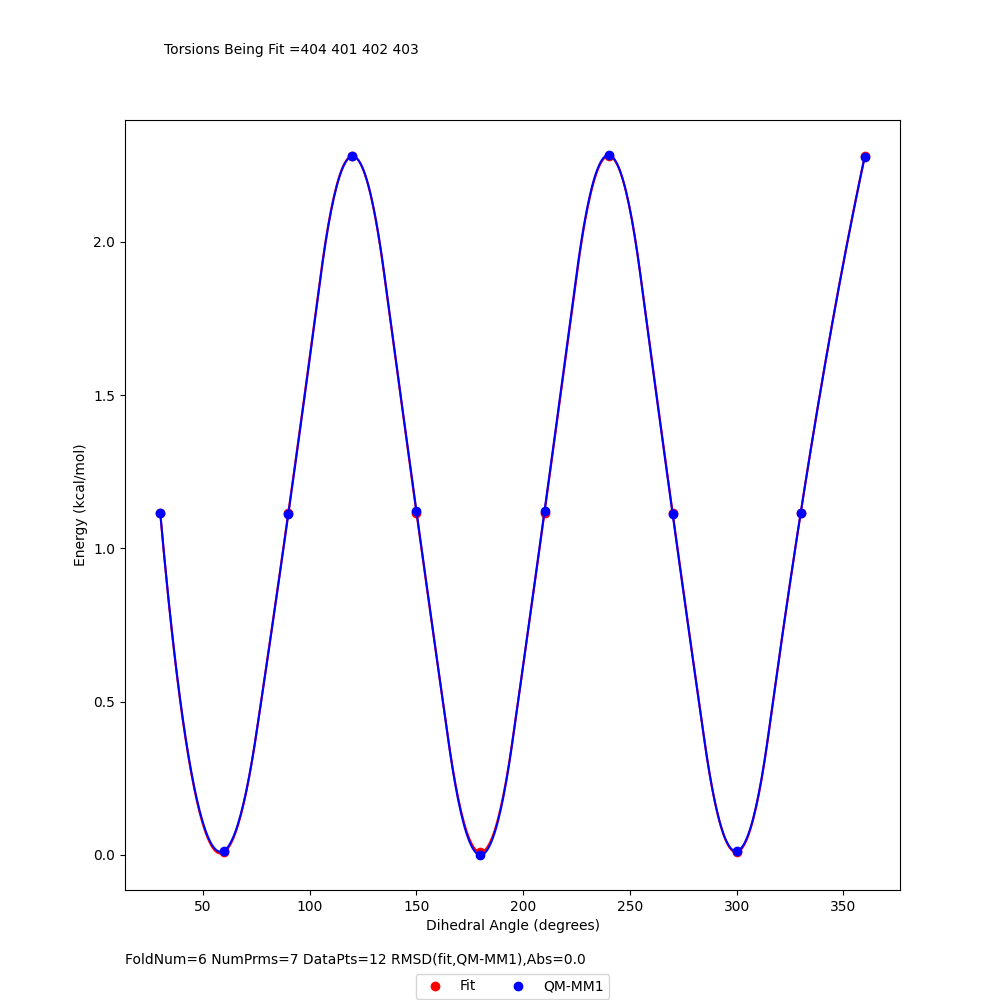 Torsions Being Fit =404 401 402 403
2.0
1.5
1.0
0.5
0.0
Energy (kcal/mol)
50 100 150 200 250 300 350
Dihedral Angle (degrees)
FoldNum=6 NumPrms=7 DataPts=12 RMSD(fit,QM-MM1),Abs=0.0
Fit QM-MM1